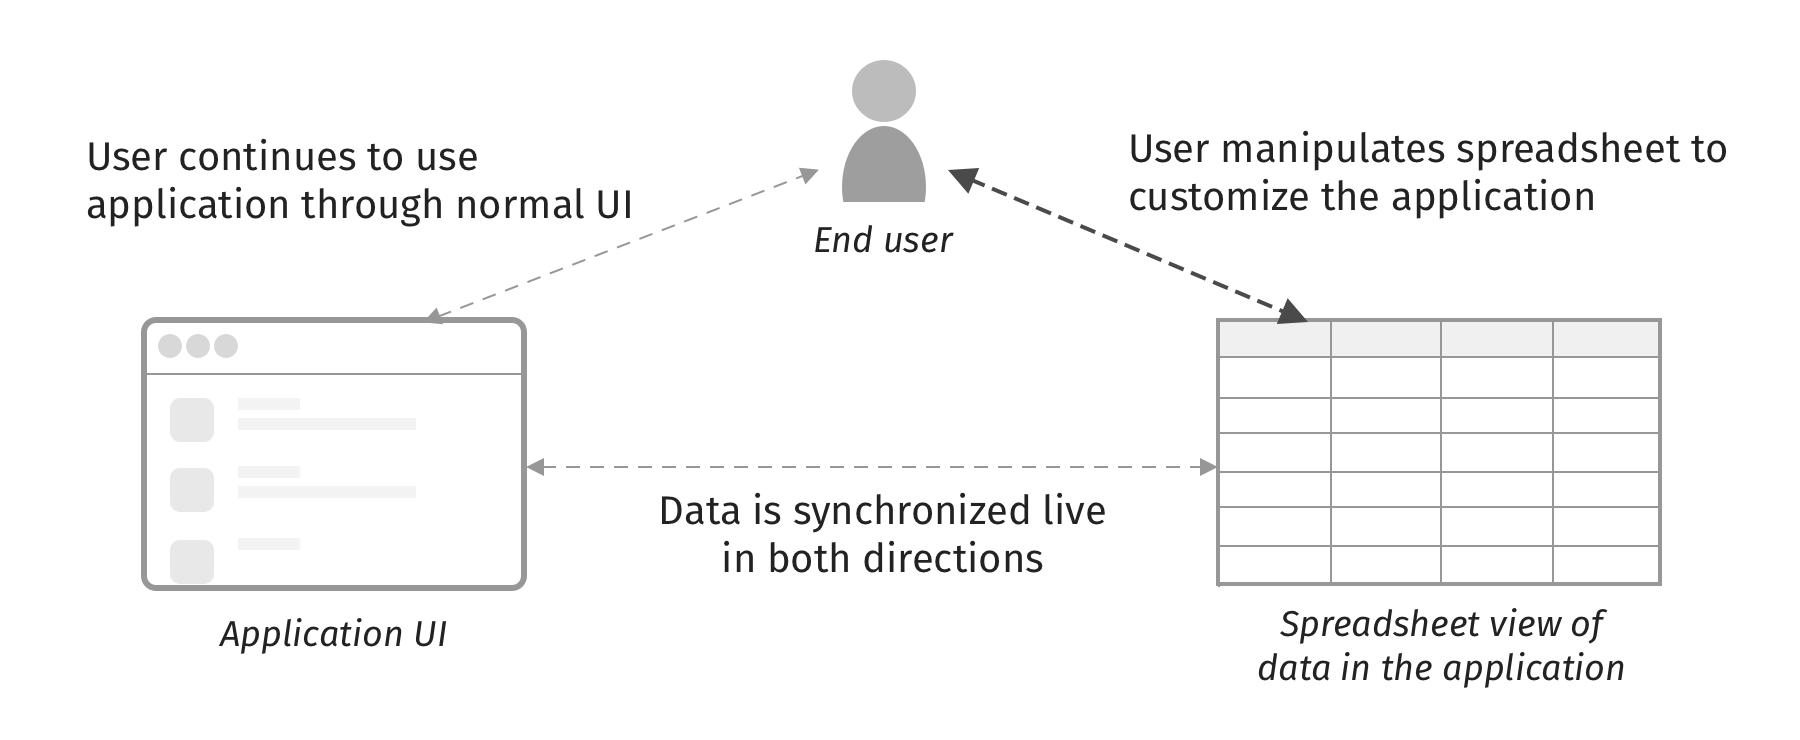 User continues to use
application through normal UI
End user
User manipulates spreadsheet to
customize the application
Data is synchronized live
in both directions
Application UI
Spreadsheet view of
data in the application